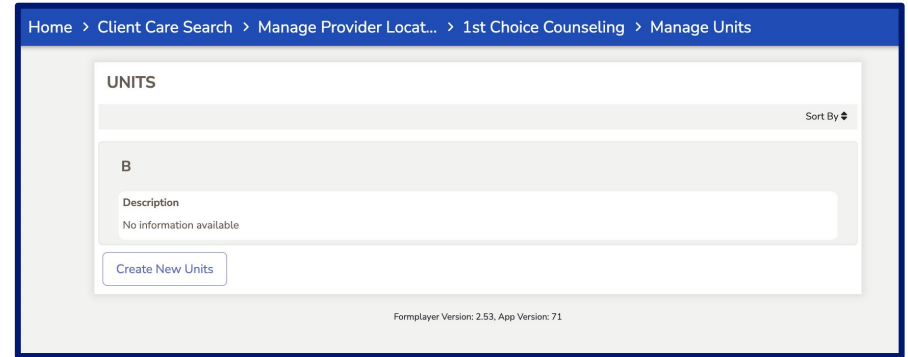 Home > Client Care Search > Manage Provider Locat... > 1st Choice Counseling > Manage Units
UNITS
Sort By
B
Description
No information available
Create New Units
Formplayer Version: 2.53, App Version: 71